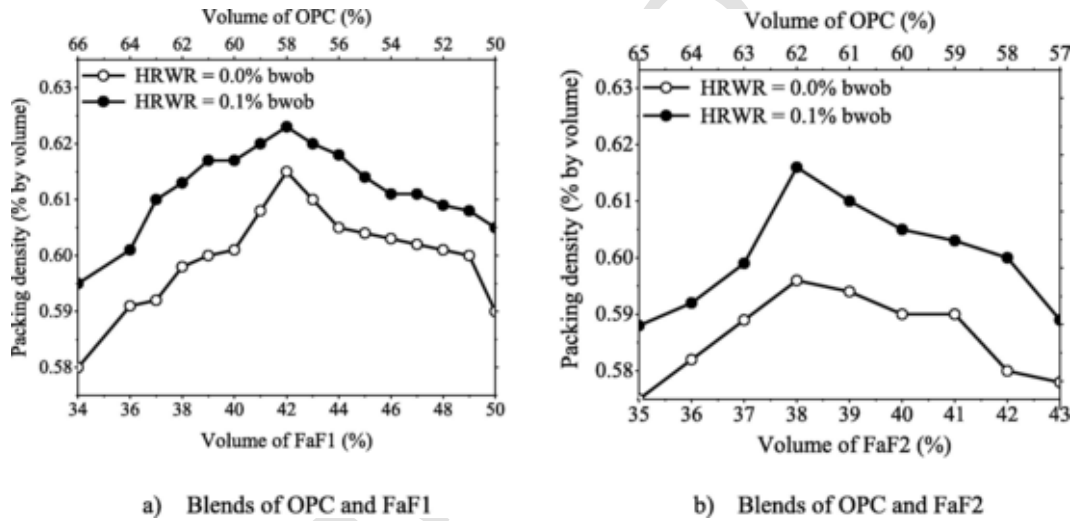 Volume of OPC (%)
66 64 62 60 58 56 54 52 50
0.63
0.62
0.61
0.60
0.59
0.58
HRWR = 0.0% bwob
HRWR = 0.1% bwob
Packing density (% by volume)
34 36 38 40 42 44 46 48 50
Volume of FaF1 (%)
a) Blends of OPC and FaF1
Volume of OPC (%)
65 64 63 62 61 60 59 58 57
0.63
0.62
0.61
0.60
0.59
0.58
HRWR = 0.0% bwob
HRWR = 0.1% bwob
Packing density (% by volume)
35 36 37 38 39 40 41 42 43
Volume of FaF2 (%)
b) Blends of OPC and FaF2